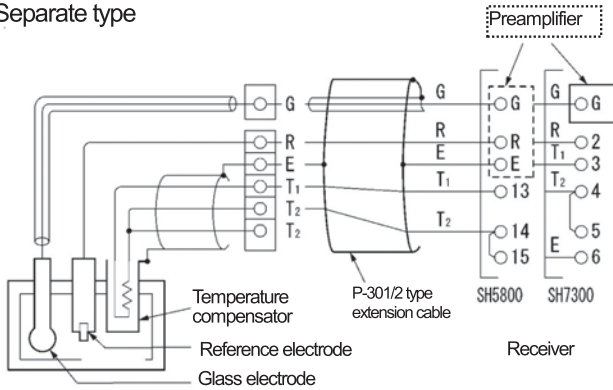 Separate type
Preamplifier
G
G
G
G
G
R
R
R
R
2
E
E
E
T1
3
T1
T1
13
T2
4
T2
T2
14
5
T2
15
E
6
Temperature
compensator
P-301/2 type
extension cable
SH5800
SH7300
Reference electrode
Receiver
Glass electrode